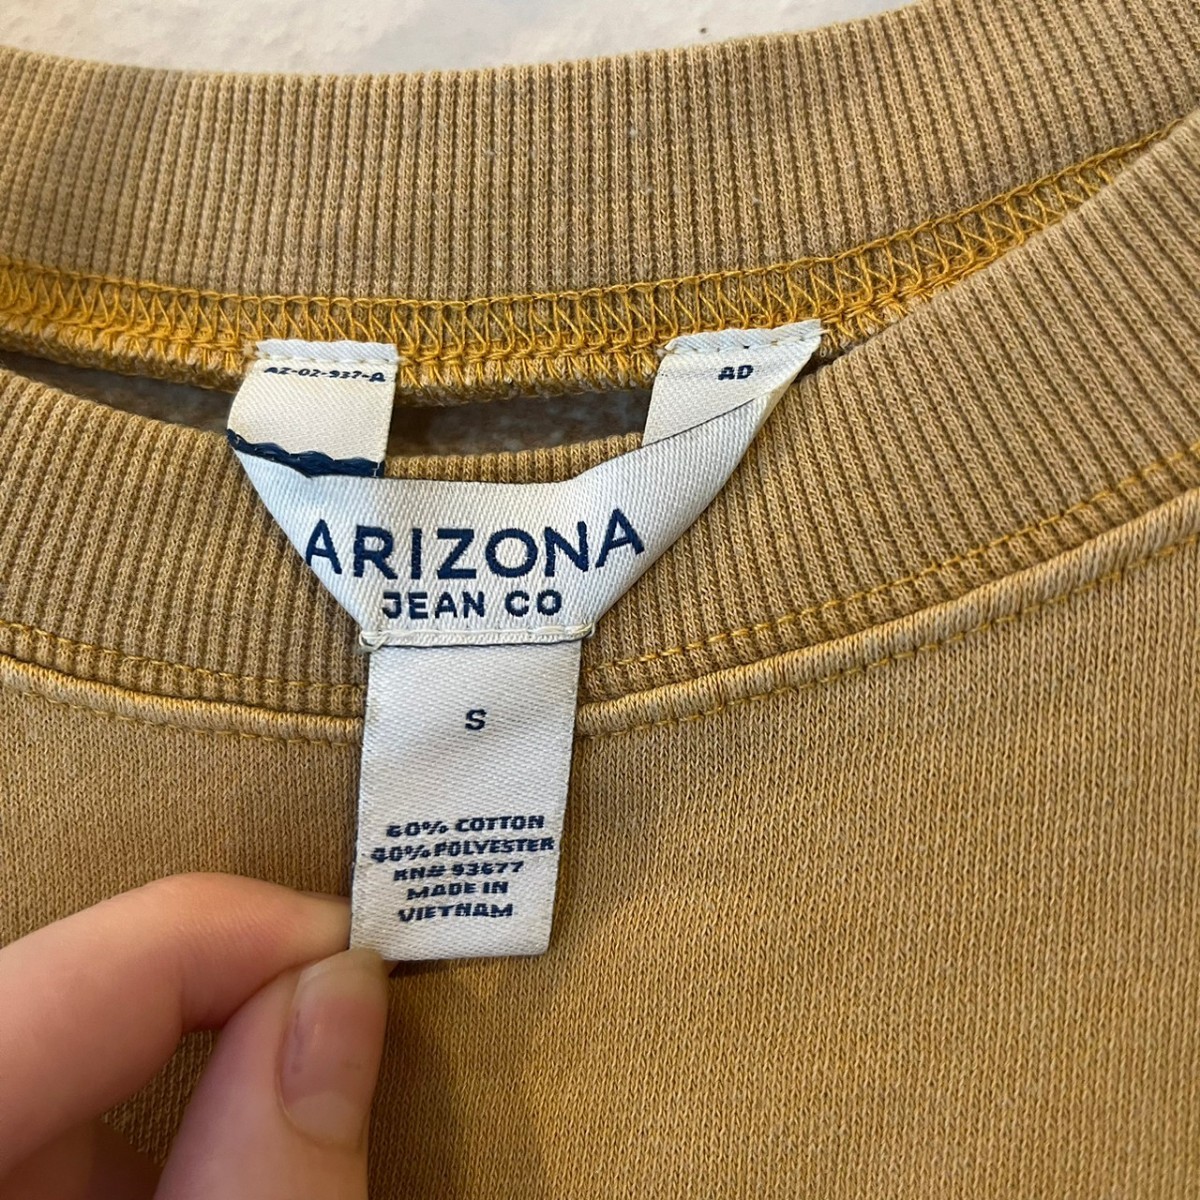 AZ-02-937-A
AD
ARIZONA
JEAN CO
S
60% COTTON
40% POLYESTER
RN# 93677
MADE IN
VIETNAM